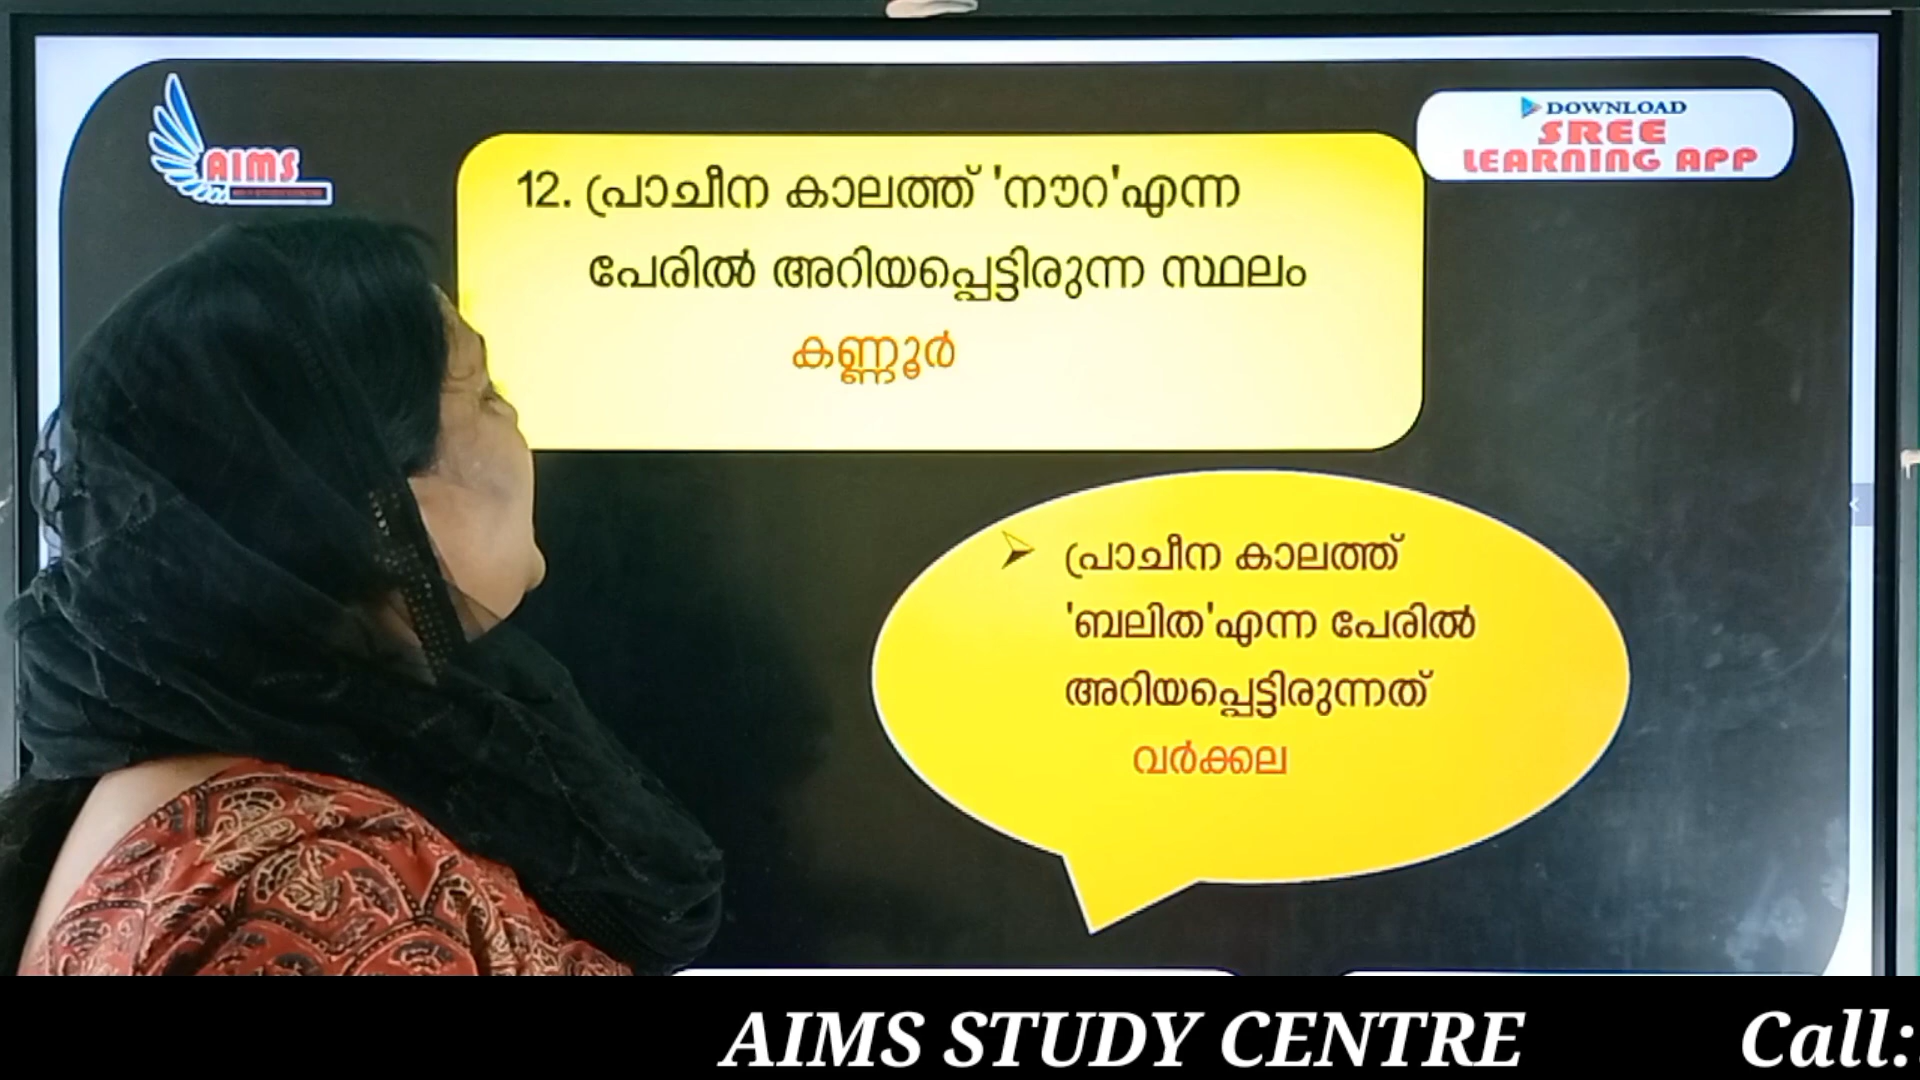 AIMS
DOWNLOAD
SREE
LEARNING APP
12. പ്രാചീന കാലത്ത് 'നൗറ'എന്ന
പേരിൽ അറിയപ്പെട്ടിരുന്ന സ്ഥലം
കണ്ണൂർ
പ്രാചീന കാലത്ത്
'ബലിത'എന്ന പേരിൽ
അറിയപ്പെട്ടിരുന്നത്
വർക്കല
AIMS STUDY CENTRE Call: